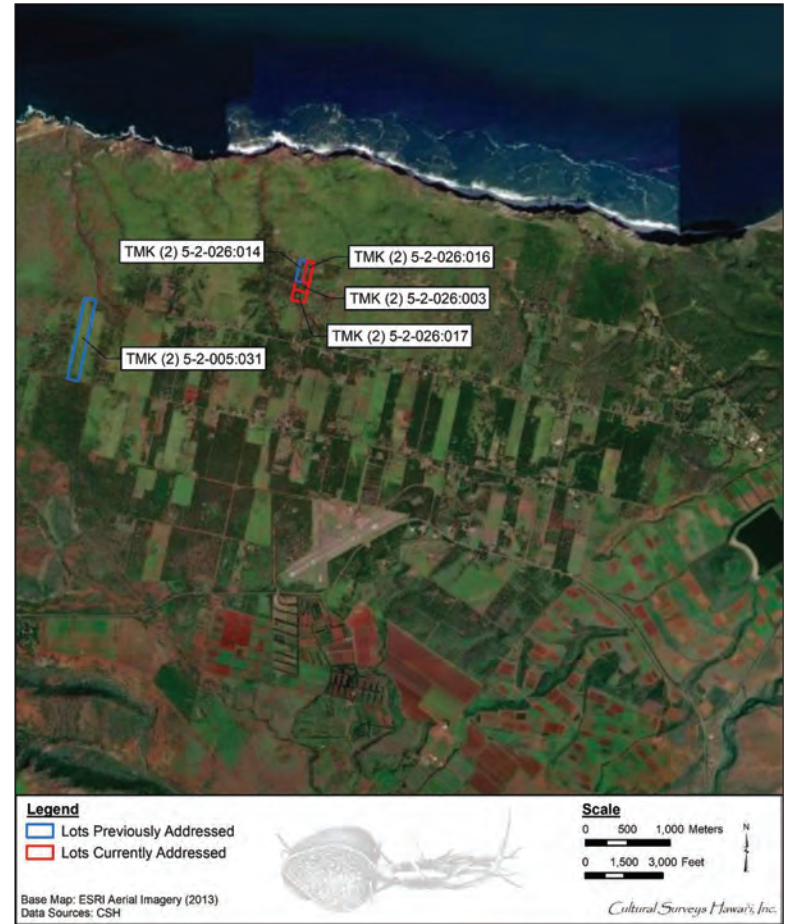 TMK (2) 5-2-026:014
TMK (2) 5-2-026:016
TMK (2) 5-2-026:003
TMK (2) 5-2-026:017
TMK (2) 5-2-005:031
Legend
Lots Previously Addressed
Lots Currently Addressed
Base Map: ESRI Aerial Imagery (2013)
Data Sources: CSH
Scale
0 500 1,000 Meters
0 1,500 3,000 Feet
N
Cultural Surveys Hawai'i, Inc.